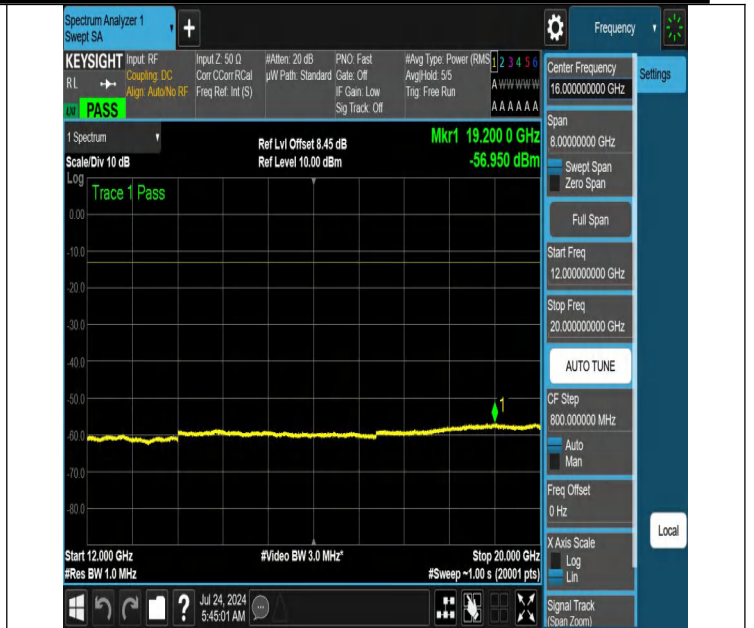 Spectrum Analyzer 1
Swept SA
+
Frequency
KEYSIGHT
RL
PASS
Input: RF
Coupling: DC
Align: Auto/No RF
Input Z: 50 Ω
Corr CCorr RCal
Freq Ref: Int (S)
#Atten: 20 dB
µW Path: Standard
PNO: Fast
Gate: Off
IF Gain: Low
Sig Track: Off
#Avg Type: Power (RMS)
Avg|Hold: 5/5
Trig: Free Run
1 2 3 4 5 6
A W W W W W
A A A A A A
Center Frequency
16.000000000 GHz
Settings
1 Spectrum
Scale/Div 10 dB
Ref Lvl Offset 8.45 dB
Ref Level 10.00 dBm
Mkr1 19.200 0 GHz
-56.950 dBm
Span
8.00000000 GHz
Swept Span
Zero Span
Full Span
Start Freq
12.000000000 GHz
Stop Freq
20.000000000 GHz
AUTO TUNE
CF Step
800.000000 MHz
Auto
Man
Freq Offset
0 Hz
X Axis Scale
Log
Lin
Signal Track
(Span Zoom)
Local
Log
Trace 1 Pass
0.00
-10.0
-20.0
-30.0
-40.0
-50.0
-60.0
-70.0
-80.0
1
Start 12.000 GHz
#Res BW 1.0 MHz
#Video BW 3.0 MHz*
Stop 20.000 GHz
#Sweep ~1.00 s (20001 pts)
?
Jul 24, 2024
5:45:01 AM